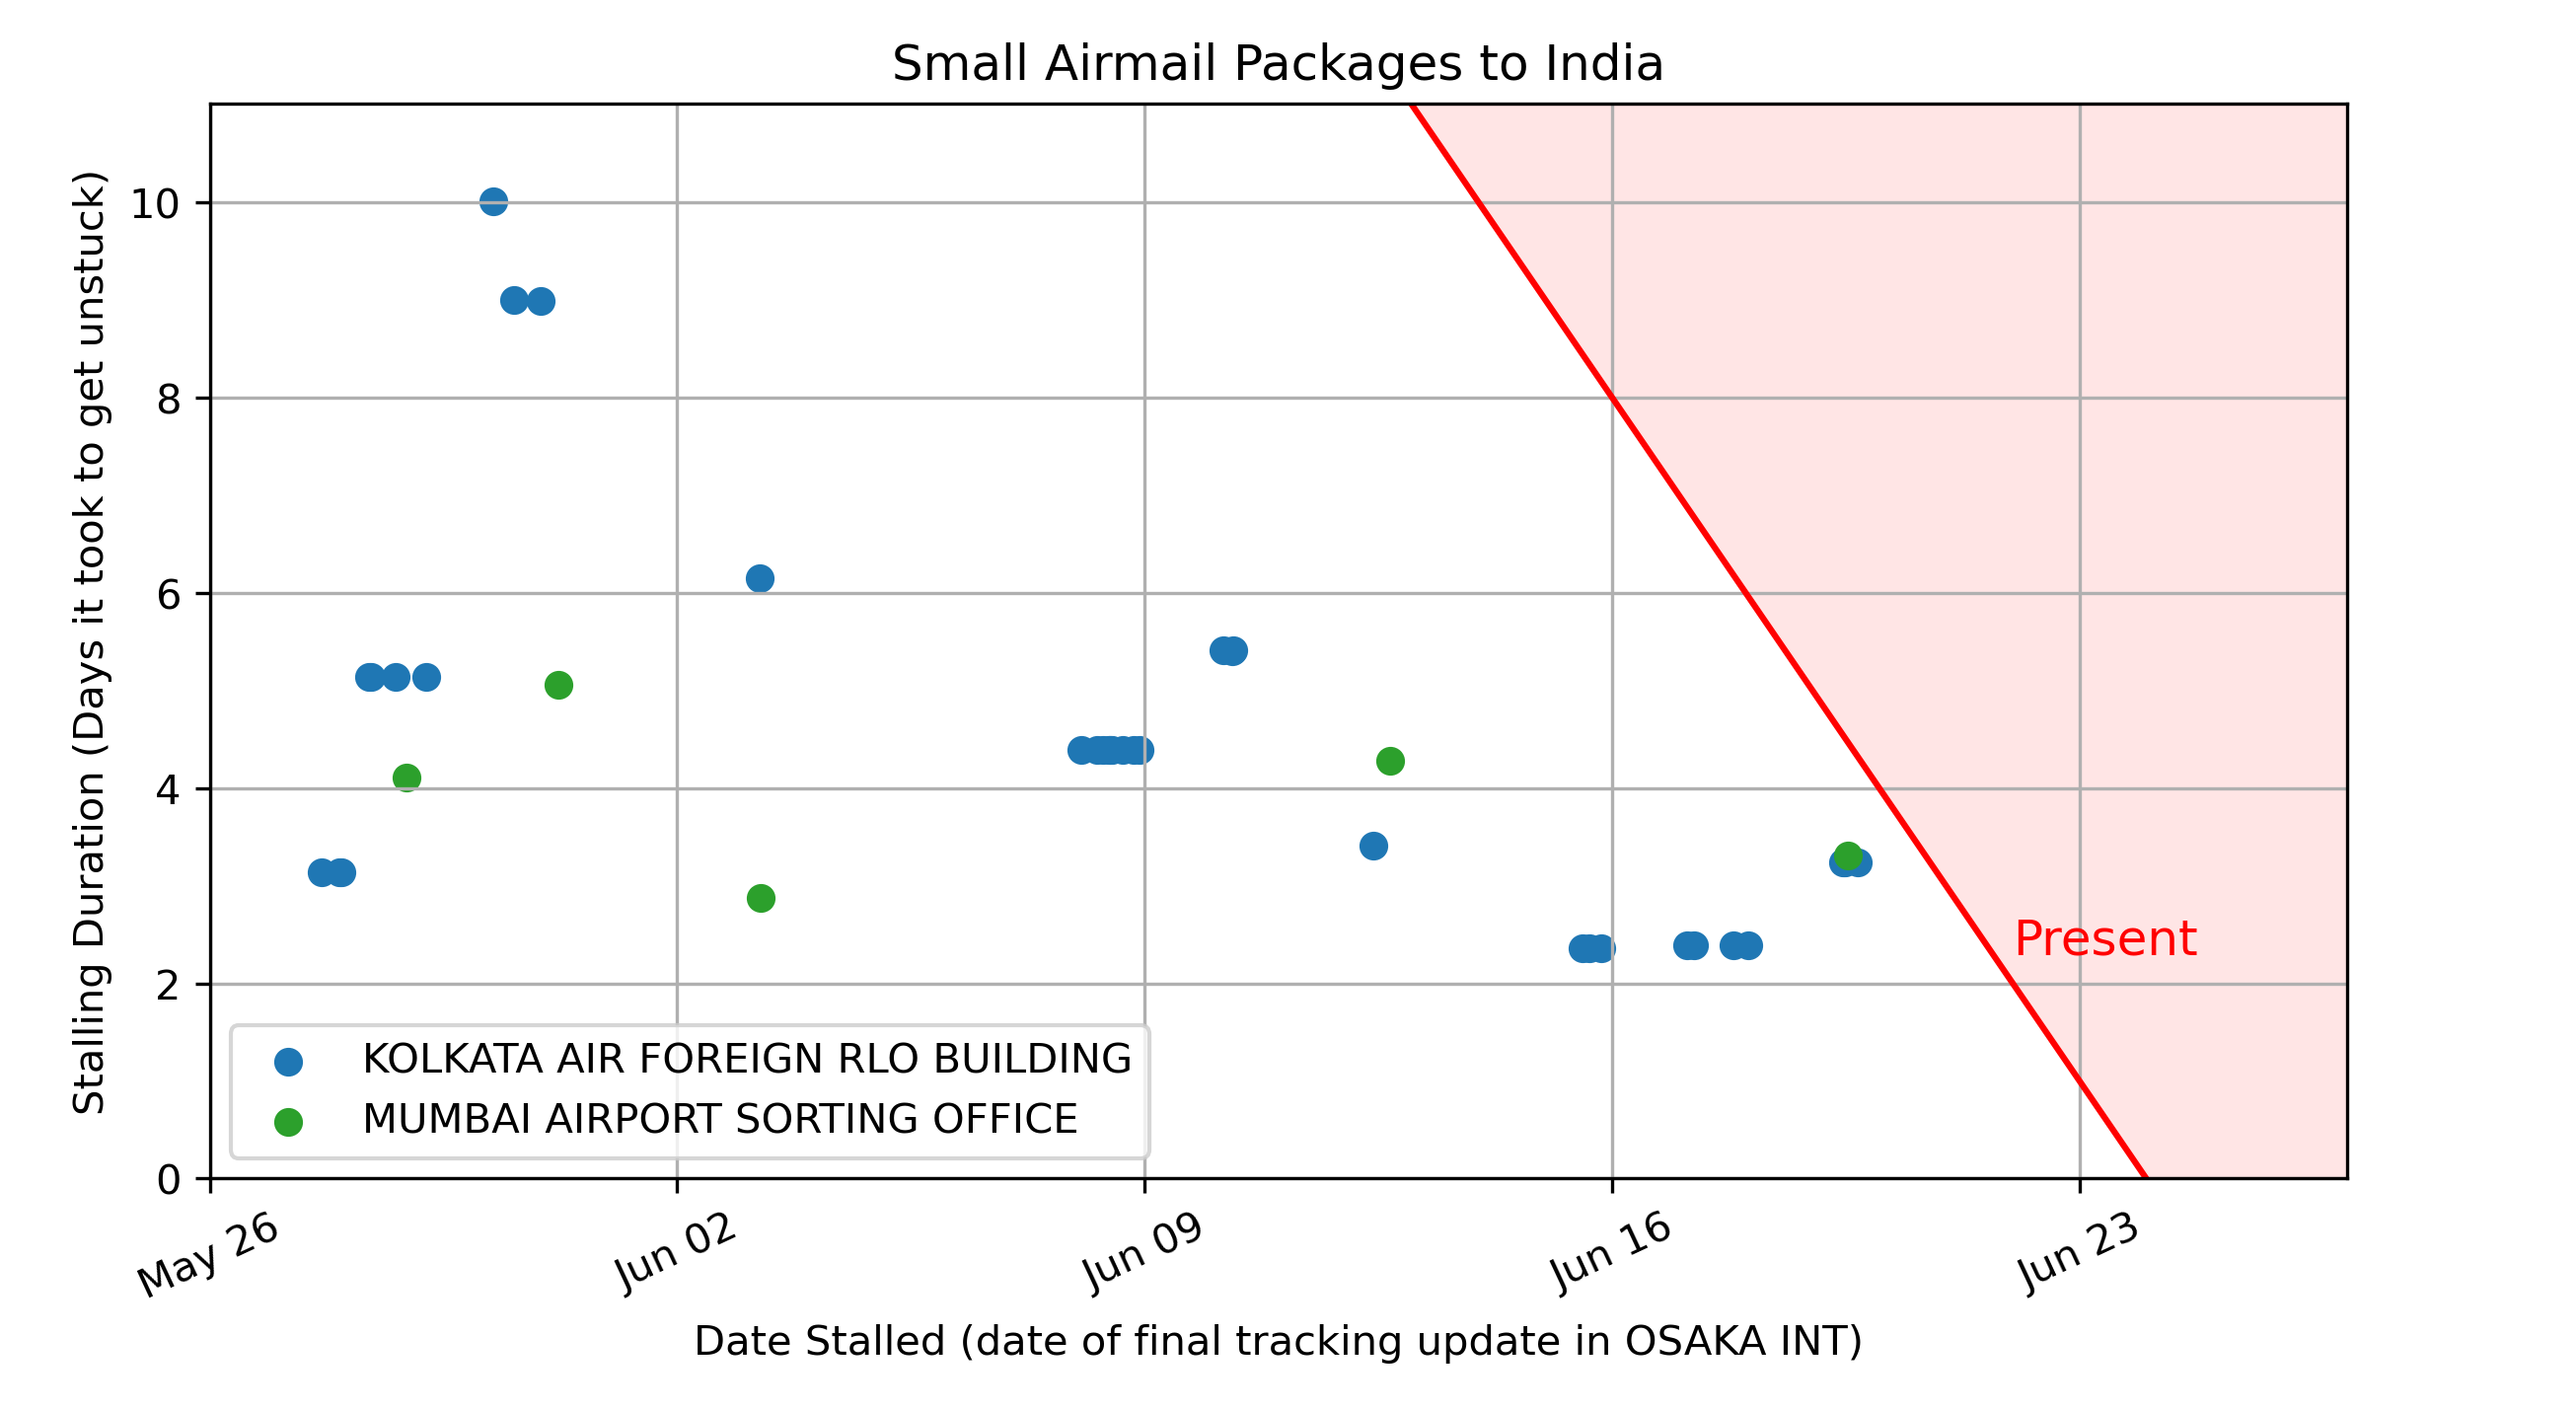 Small Airmail Packages to India
Stalling Duration (Days it took to get unstuck)
10
8
6
4
2
0
Present
KOLKATA AIR FOREIGN RLO BUILDING
MUMBAI AIRPORT SORTING OFFICE
May 26
Jun 02
Jun 09
Jun 16
Jun 23
Date Stalled (date of final tracking update in OSAKA INT)